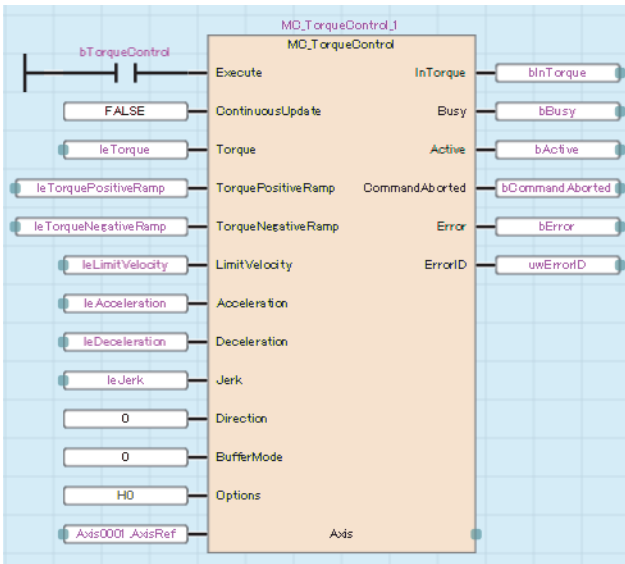 MC_TorqueControl_1
MC_TorqueControl
bTorqueControl
Execute InTorque bInTorque
FALSE ContinuousUpdate Busy bBusy
leTorque Torque Active bActive
leTorquePositiveRamp TorquePositiveRamp CommandAborted bCommandAborted
leTorqueNegativeRamp TorqueNegativeRamp Error bError
leLimitVelocity LimitVelocity ErrorID uwErrorID
leAcceleration Acceleration
leDeceleration Deceleration
leJerk Jerk
0 Direction
0 BufferMode
H0 Options
Axis0001.AxisRef Axis